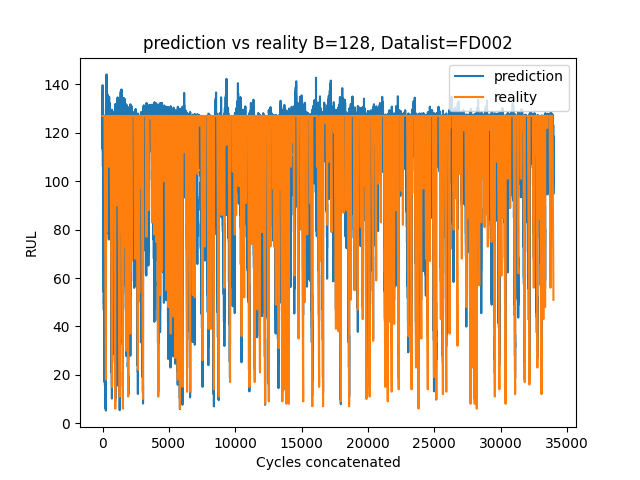 prediction vs reality B=128, Datalist=FD002
prediction
reality
RUL
140
120
100
80
60
40
20
0
0 5000 10000 15000 20000 25000 30000 35000
Cycles concatenated